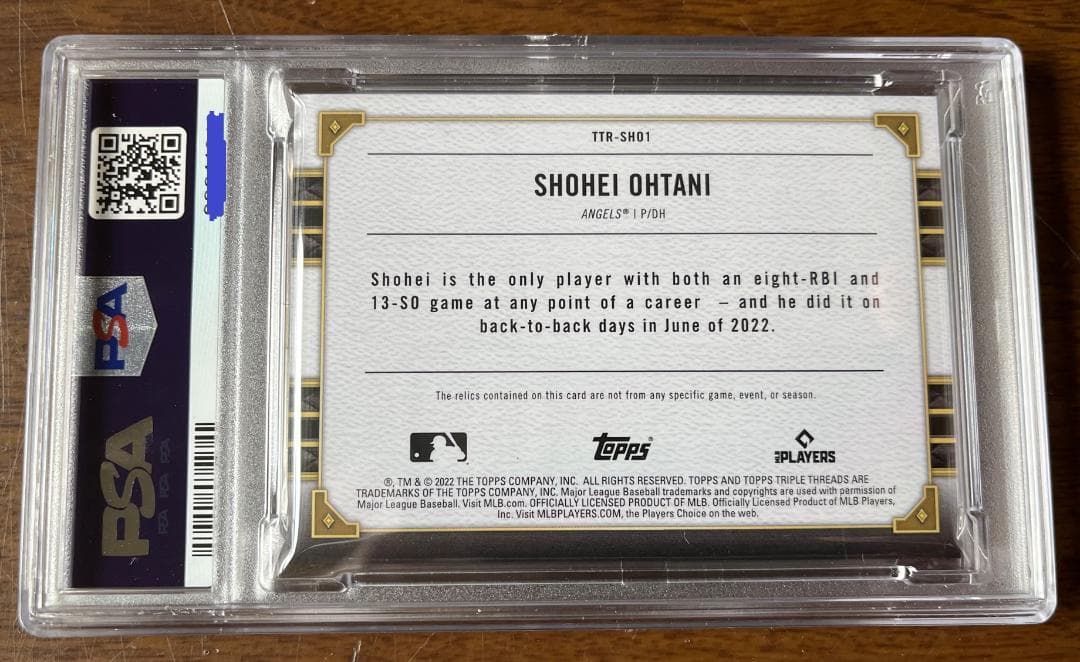 TTR-SHO1
SHOHEI OHTANI
ANGELS® | P/DH
Shohei is the only player with both an eight-RBI and
13-SO game at any point of a career – and he did it on
back-to-back days in June of 2022.
The relics contained on this card are not from any specific game, event, or season.
Topps®
MLB PLAYERS
®, TM & © 2022 THE TOPPS COMPANY, INC. ALL RIGHTS RESERVED. TOPPS AND TOPPS TRIPLE THREADS ARE
TRADEMARKS OF THE TOPPS COMPANY, INC. Major League Baseball trademarks and copyrights are used with permission of
Major League Baseball. Visit MLB.com. OFFICIALLY LICENSED PRODUCT OF MLB. Officially Licensed Product of MLB Players,
Inc. Visit MLBPLAYERS.COM, the Players Choice on the web.
PSA
PSA
PSA PSA PSA